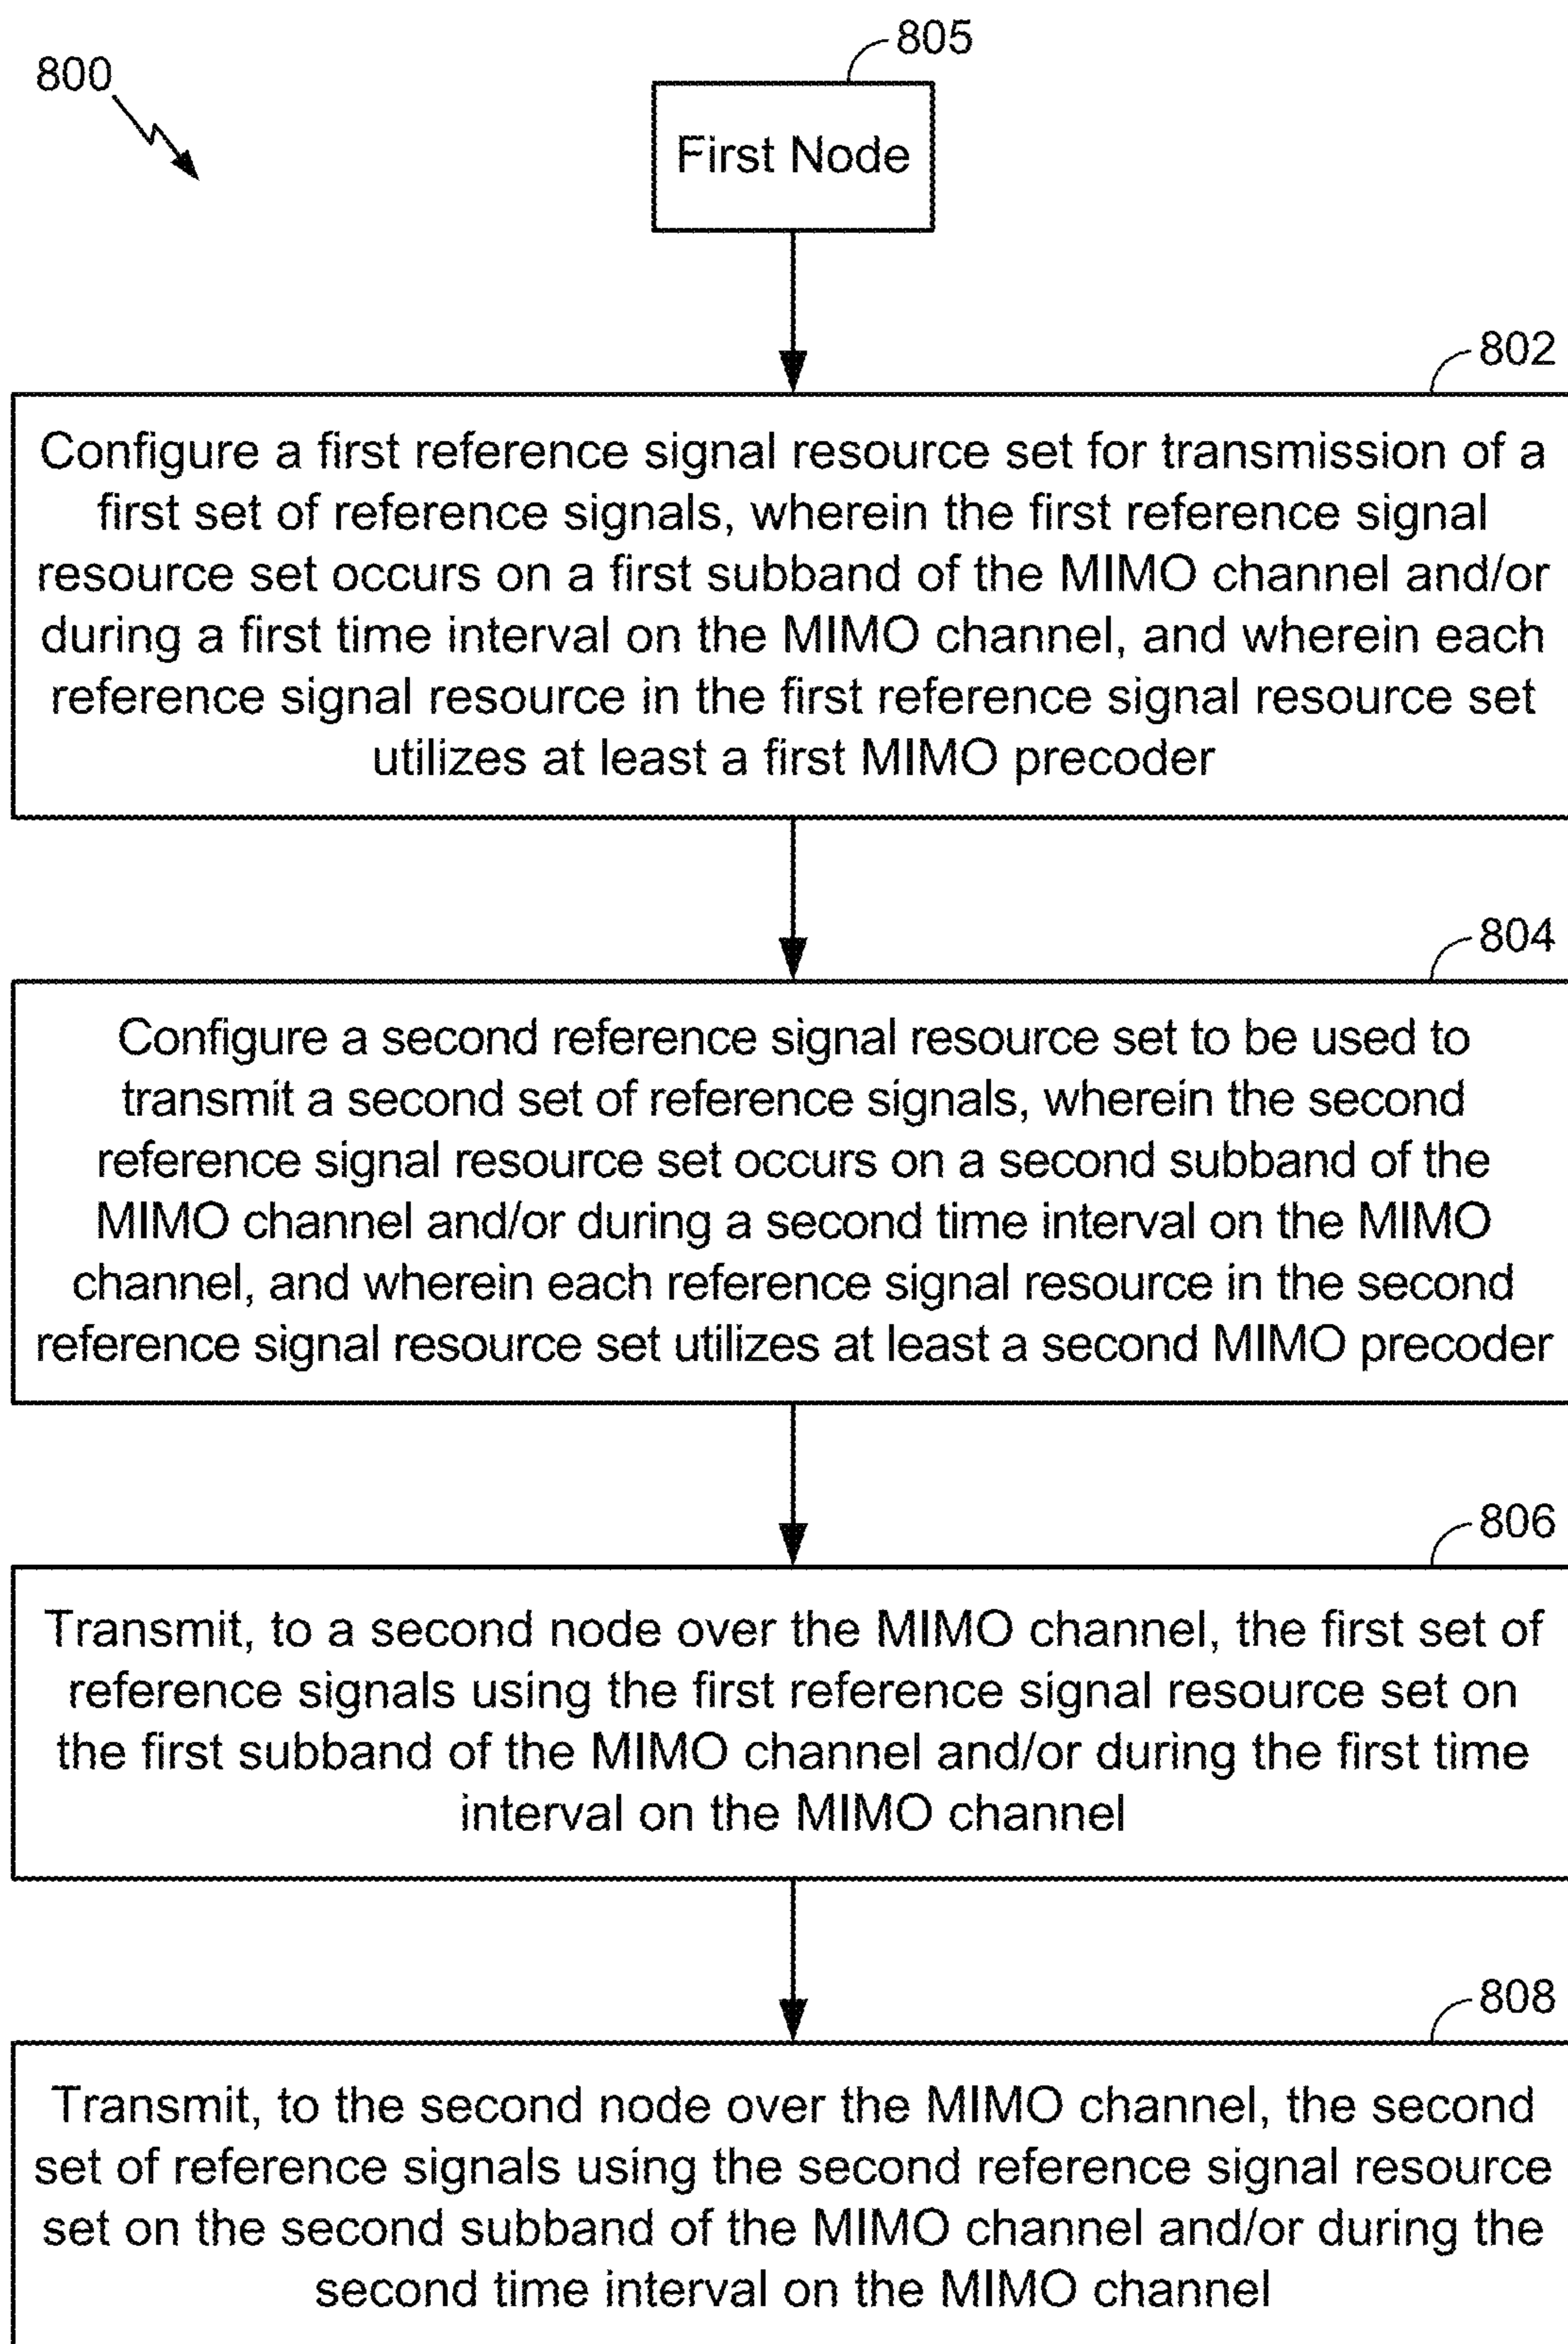 805
800
First Node
802
Configure a first reference signal resource set for transmission of a
first set of reference signals, wherein the first reference signal
resource set occurs on a first subband of the MIMO channel and/or
during a first time interval on the MIMO channel, and wherein each
reference signal resource in the first reference signal resource set
utilizes at least a first MIMO precoder
804
Configure a second reference signal resource set to be used to
transmit a second set of reference signals, wherein the second
reference signal resource set occurs on a second subband of the
MIMO channel and/or during a second time interval on the MIMO
channel, and wherein each reference signal resource in the second
reference signal resource set utilizes at least a second MIMO precoder
806
Transmit, to a second node over the MIMO channel, the first set of
reference signals using the first reference signal resource set on
the first subband of the MIMO channel and/or during the first time
interval on the MIMO channel
808
Transmit, to the second node over the MIMO channel, the second
set of reference signals using the second reference signal resource
set on the second subband of the MIMO channel and/or during the
second time interval on the MIMO channel